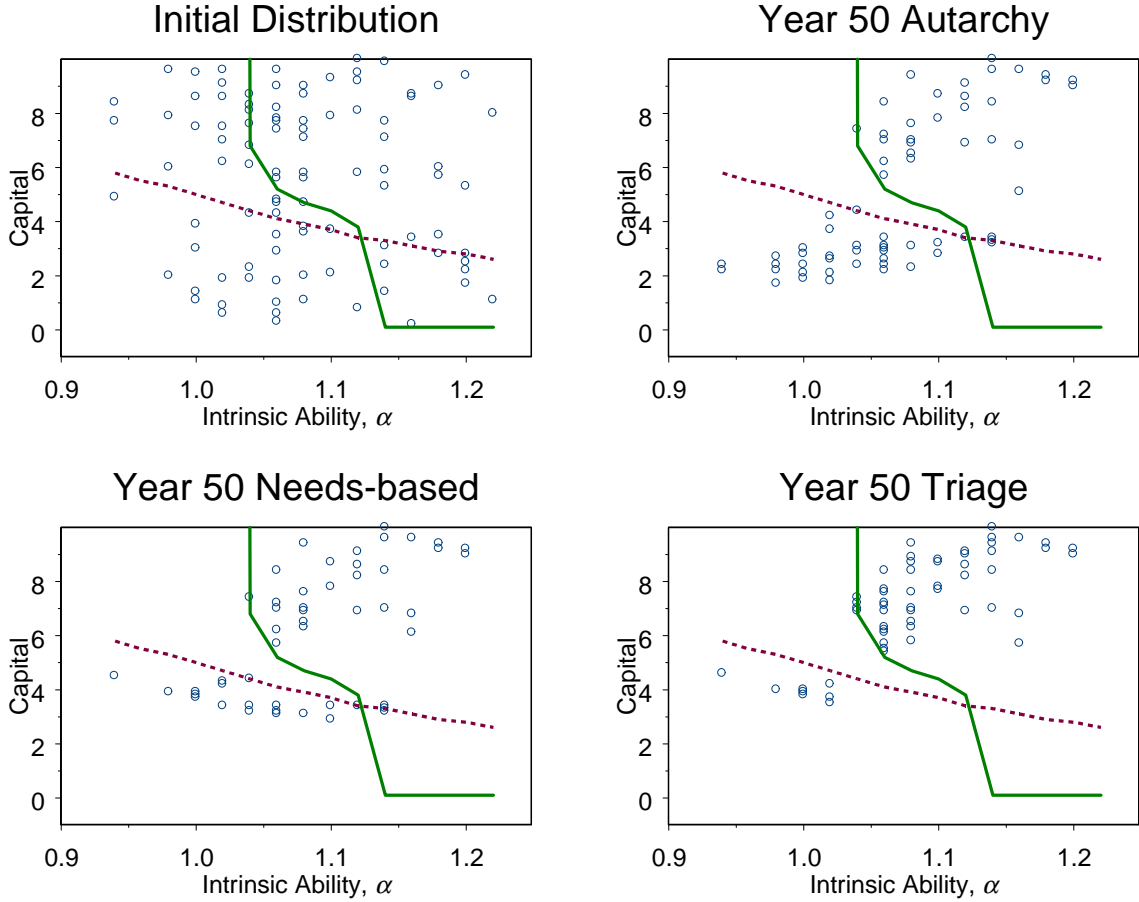 Initial Distribution
Capital
8
6
4
2
0
0.9 1.0 1.1 1.2
Intrinsic Ability, α
Year 50 Autarchy
Capital
8
6
4
2
0
0.9 1.0 1.1 1.2
Intrinsic Ability, α
Year 50 Needs-based
Capital
8
6
4
2
0
0.9 1.0 1.1 1.2
Intrinsic Ability, α
Year 50 Triage
Capital
8
6
4
2
0
0.9 1.0 1.1 1.2
Intrinsic Ability, α